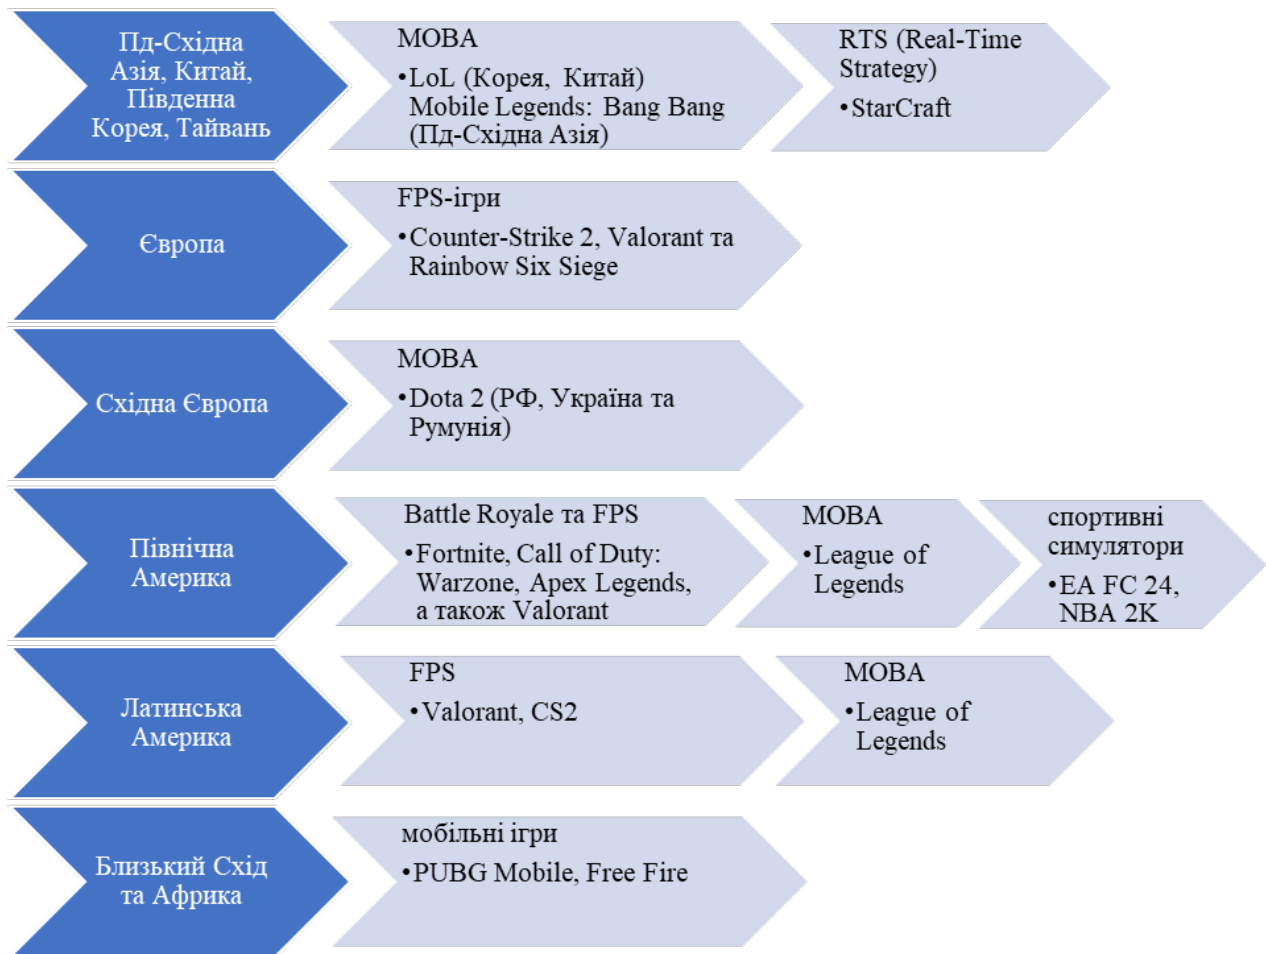 Пд-Східна
Азія, Китай,
Південна
Корея, Тайвань
МОВА
•LoL (Корея, Китай)
Mobile Legends: Bang Bang
(Пд-Східна Азія)
RTS (Real-Time
Strategy)
•StarCraft
Європа
FPS-ігри
•Counter-Strike 2, Valorant та
Rainbow Six Siege
Східна Європа
МОВА
•Dota 2 (РФ, Україна та
Румунія)
Північна
Америка
Battle Royale та FPS
•Fortnite, Call of Duty:
Warzone, Apex Legends,
а також Valorant
МОВА
•League of
Legends
спортивні
симулятори
•EA FC 24,
NBA 2K
Латинська
Америка
FPS
•Valorant, CS2
МОВА
•League of
Legends
Близький Схід
та Африка
мобільні ігри
•PUBG Mobile, Free Fire